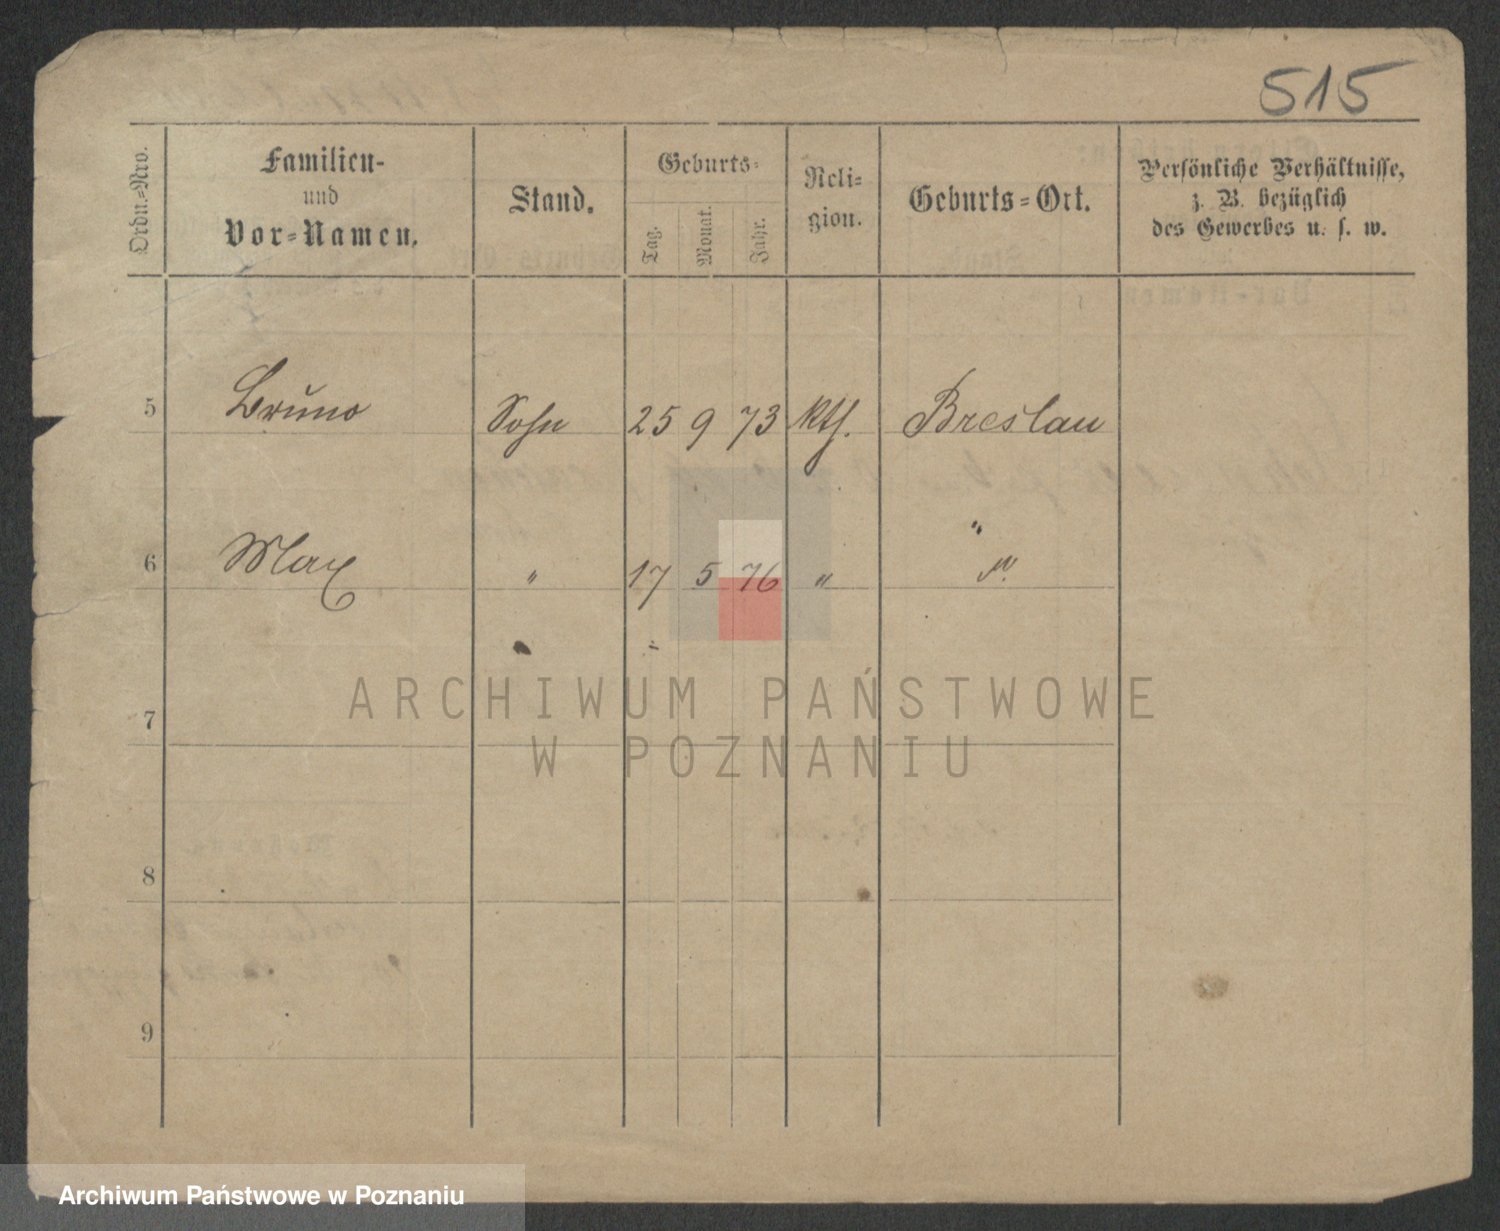 515
Ordn.-Nro.
Familien-
und
Vor-Namen.
Stand.
Geburts-
Tag.
Monat.
Jahr.
Reli-
gion.
Geburts-Ort.
Persönliche Verhältnisse,
z. B. bezüglich
des Gewerbes u. s. w.
5 Bruno Sohn 25 9 73 kth. Breslau
6 Max " 17 5 76 " "
7
8
9
ARCHIWUM PAŃSTWOWE
W POZNANIU
Archiwum Państwowe w Poznaniu